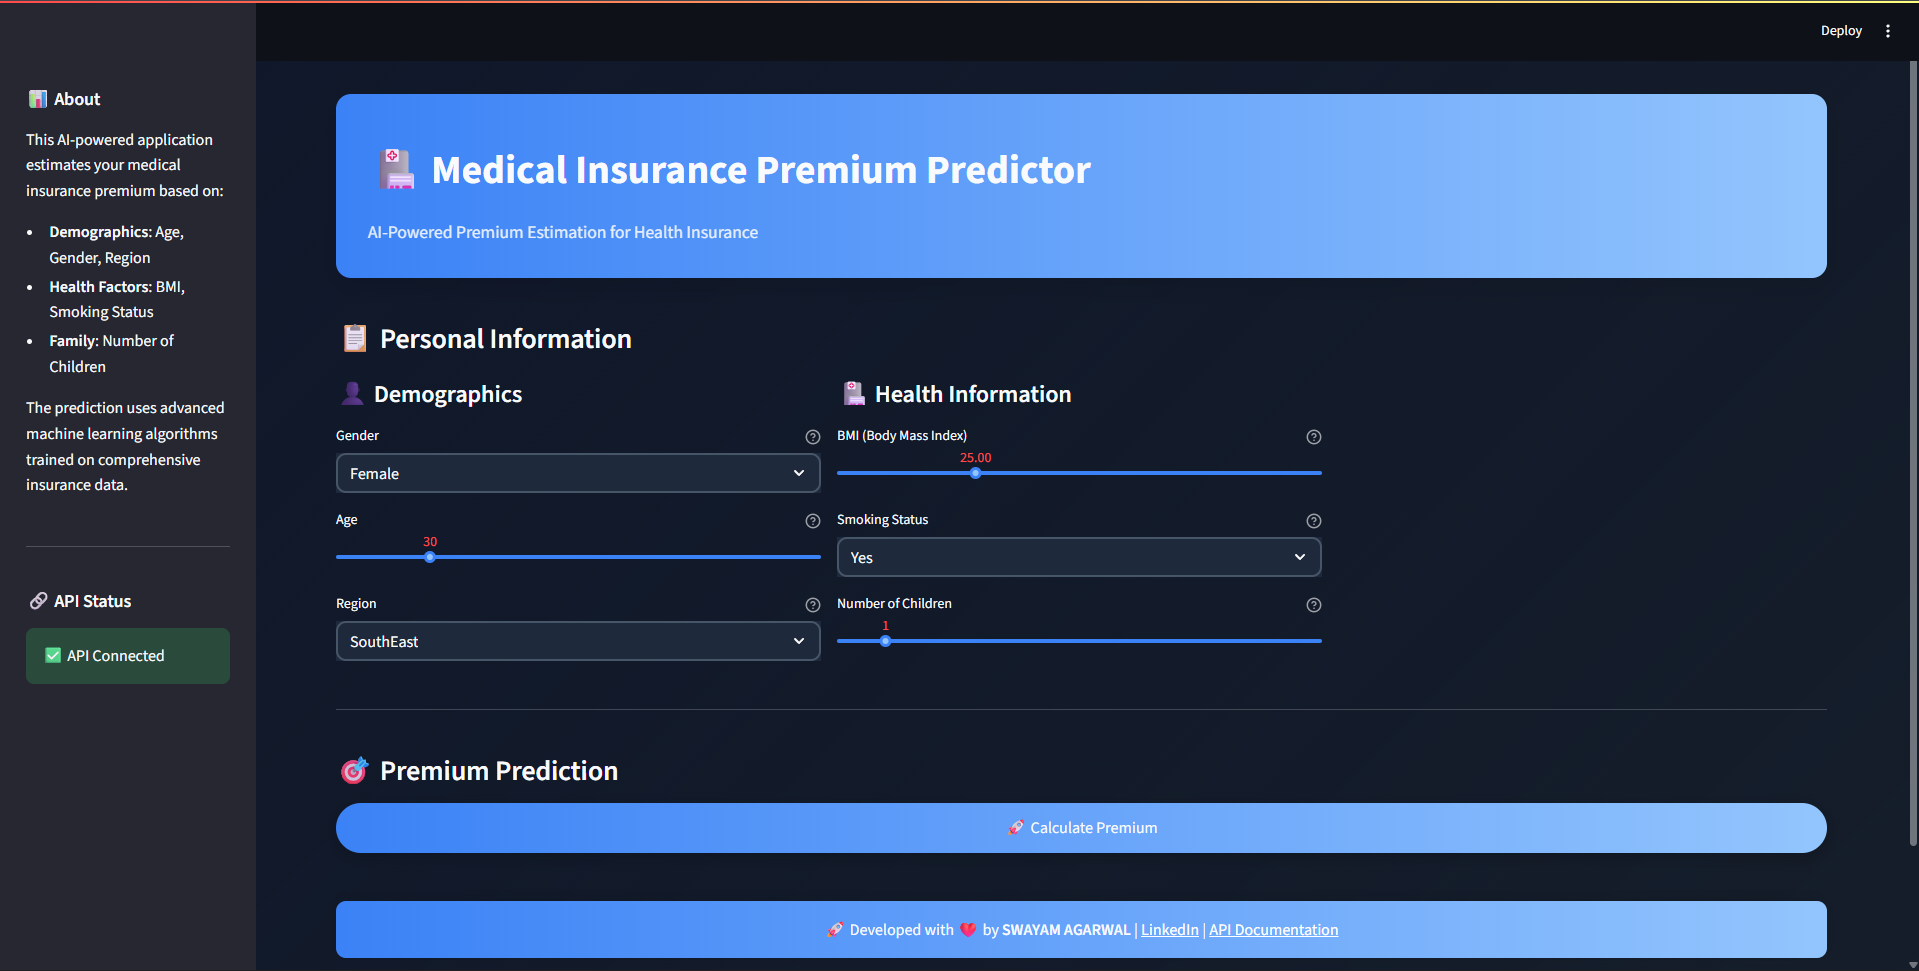 Deploy
📊 About
This AI-powered application
estimates your medical
insurance premium based on:
Demographics: Age,
Gender, Region
Health Factors: BMI,
Smoking Status
Family: Number of
Children
The prediction uses advanced
machine learning algorithms
trained on comprehensive
insurance data.
🔗 API Status
✅ API Connected
🏥 Medical Insurance Premium Predictor
AI-Powered Premium Estimation for Health Insurance
📋 Personal Information
👤 Demographics
Gender
Female
Age
30
Region
SouthEast
🏥 Health Information
BMI (Body Mass Index)
25.00
Smoking Status
Yes
Number of Children
1
🎯 Premium Prediction
🚀 Calculate Premium
🚀 Developed with ❤️ by SWAYAM AGARWAL | LinkedIn | API Documentation